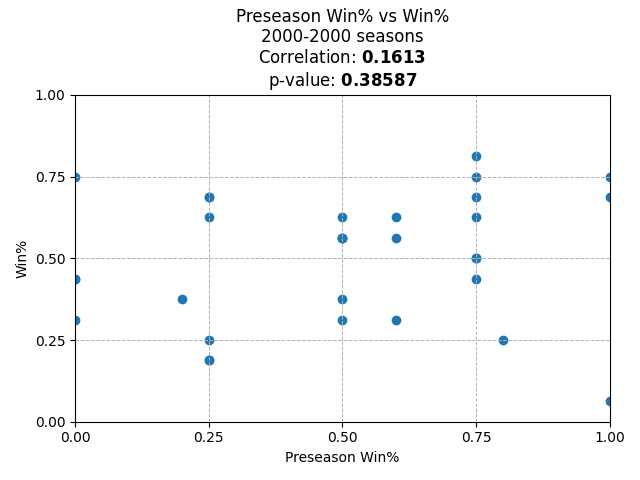 Preseason Win% vs Win%
2000-2000 seasons
Correlation: 0.1613
p-value: 0.38587
1.00
0.75
0.50
0.25
0.00
Win%
0.00 0.25 0.50 0.75 1.00
Preseason Win%